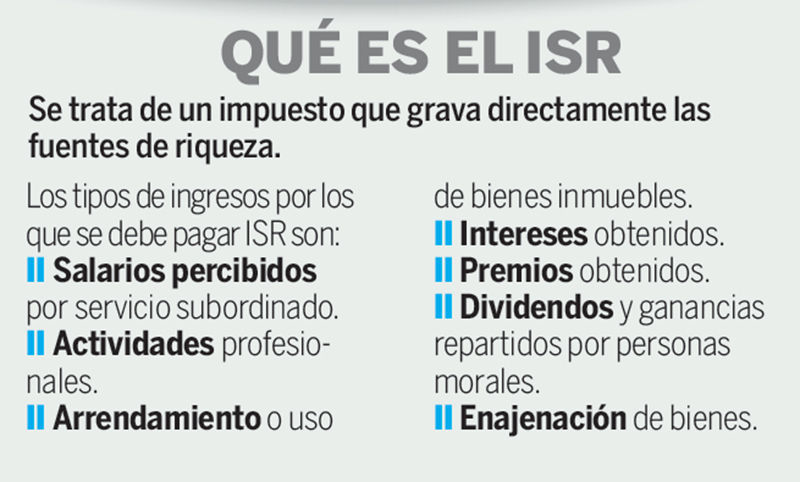 QUÉ ES EL ISR
Se trata de un impuesto que grava directamente las
fuentes de riqueza.
Los tipos de ingresos por los
que se debe pagar ISR son:
Salarios percibidos
por servicio subordinado.
Actividades profesio-
nales.
Arrendamiento o uso
de bienes inmuebles.
Intereses obtenidos.
Premios obtenidos.
Dividendos y ganancias
repartidos por personas
morales.
Enajenación de bienes.